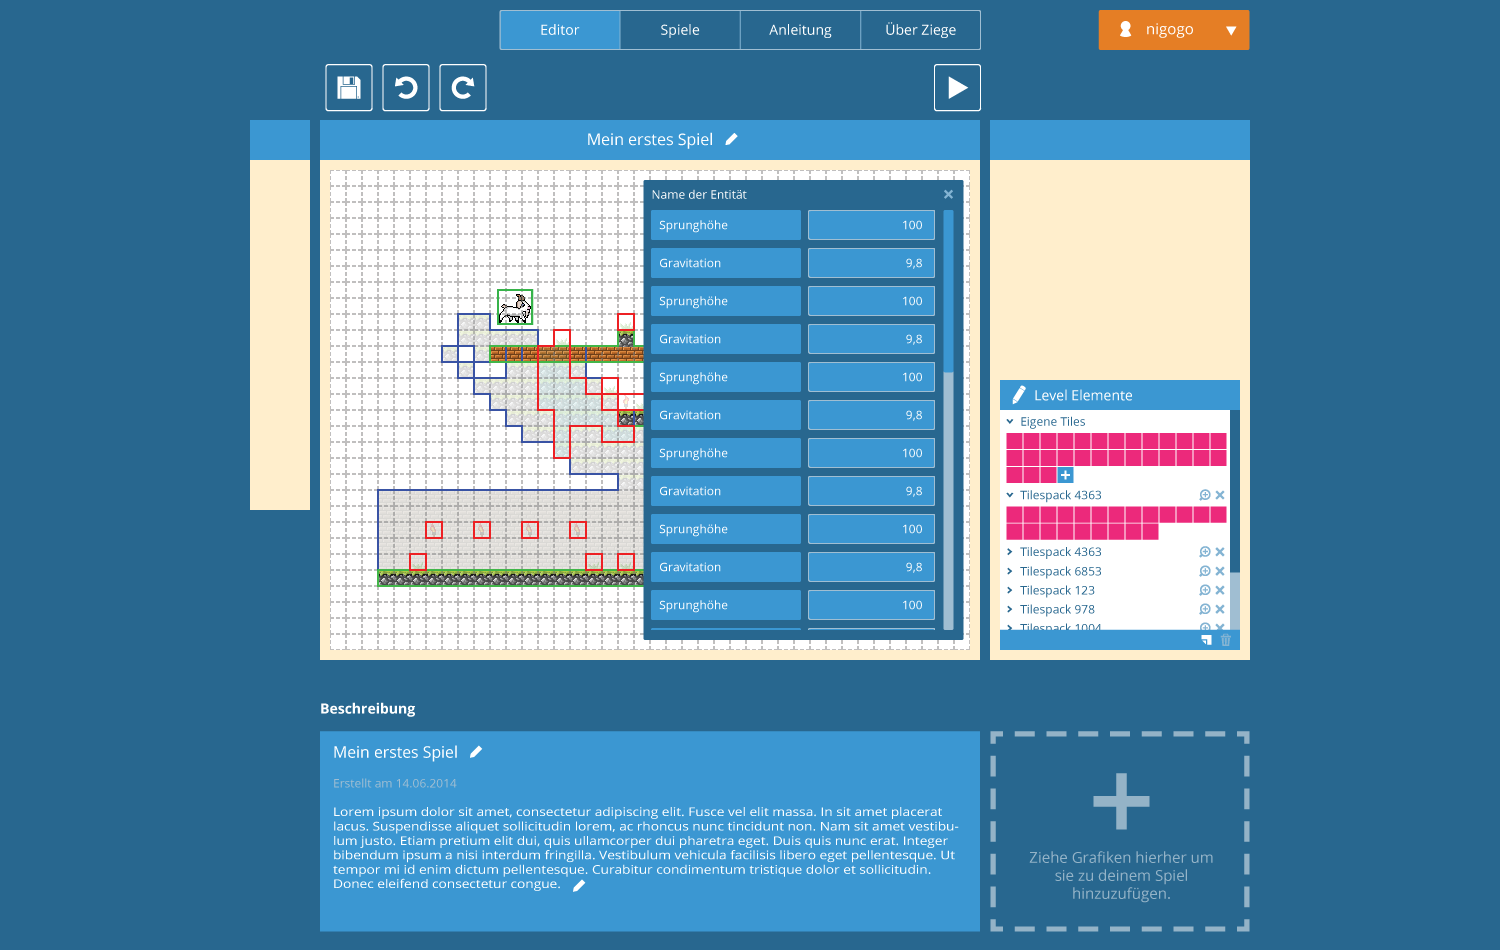 Editor
Spiele
Anleitung
Über Ziege
nigogo
Mein erstes Spiel
Name der Entität
Sprunghöhe 100
Gravitation 9,8
Sprunghöhe 100
Gravitation 9,8
Sprunghöhe 100
Gravitation 9,8
Sprunghöhe 100
Gravitation 9,8
Sprunghöhe 100
Gravitation 9,8
Sprunghöhe 100
Level Elemente
Eigene Tiles
Tilespack 4363
Tilespack 4363
Tilespack 6853
Tilespack 123
Tilespack 978
Tilespack 1004
Beschreibung
Mein erstes Spiel
Erstellt am 14.06.2014
Lorem ipsum dolor sit amet, consectetur adipiscing elit. Fusce vel elit massa. In sit amet placerat
lacus. Suspendisse aliquet sollicitudin lorem, ac rhoncus nunc tincidunt non. Nam sit amet vestibu-
lum justo. Etiam pretium elit dui, quis ullamcorper dui pharetra eget. Duis quis nunc erat. Integer
bibendum ipsum a nisi interdum fringilla. Vestibulum vehicula facilisis libero eget pellentesque. Ut
tempor mi id enim dictum pellentesque. Curabitur condimentum tristique dolor et sollicitudin.
Donec eleifend consectetur congue.
Ziehe Grafiken hierher um
sie zu deinem Spiel
hinzuzufügen.